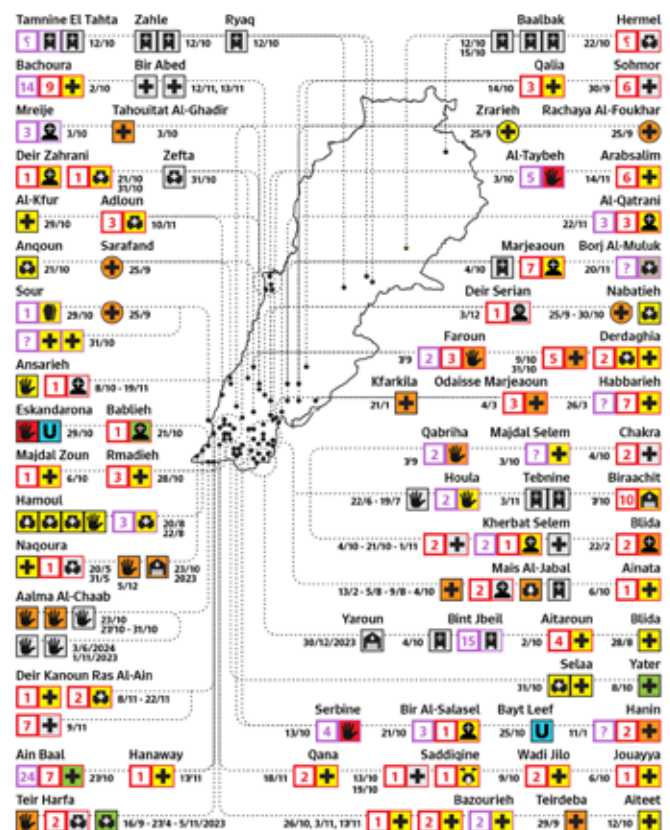 Tamnine El Tahta Zahle Ryaq
? 12/10 12/10 12/10
Bachoura Bir Abed
14 9 2/10 12/11, 13/11
Mreije Tahouitat Al-Ghadir
3 3/10 3/10
Deir Zahrani Zefta
1 1 21/10 31/10 31/10
Al-Kfur Adloun
29/10 3 10/11
Anqoun Sarafand
21/10 25/9
Sour
1 29/10 25/9
? 31/10
Ansarieh
1 8/10 - 19/11
Eskandarona Bablieh
U 29/10 1 21/10
Majdal Zoun Rmadieh
1 6/10 3 28/10
Hamoul
3 20/8
22/8
Naqoura
1 20/5 31/5 5/12 23/10 2023
Aalma Al-Chaab
23/10
23/10 - 31/10
3/6/2024
1/11/2023
Deir Kanoun Ras Al-Ain
1 2 8/11 - 22/11
7 9/11
Ain Baal Hanaway
24 7 23/10 1 13/11
Teir Harfa
2 16/9 - 23/4 - 5/11/2023
Baalbak Hermel
12/10 15/10 22/10 ?
Qalia Sohmor
14/10 3 30/9 6
Zrarieh Rachaya Al-Foukhar
25/9 25/9
Al-Taybeh Arabsalim
3/10 5 14/11 6
Al-Qatrani
22/11 3 3
Marjeaoun Borj Al-Muluk
4/10 7 20/11 ?
Deir Serian Nabatieh
3/12 1 25/9 - 30/10
Faroun Derdaghia
3/9 2 3 9/10 31/10 5 2
Kfarkila Odaisse Marjeaoun Habbarieh
21/1 4/3 3 26/3 ? 7
Qabriha Majdal Selem Chakra
3/9 2 3/10 ? 4/10 2
Houla Tebnine Biraachit
22/6 - 19/7 2 3/11 7/10 10
Kherbat Selem Blida
4/10 - 21/10 - 1/11 2 2 1 22/2 2
Mais Al-Jabal Ainata
13/2 - 5/8 - 9/8 - 4/10 2 6/10 1
Yaroun Bint Jbeil Aitaroun Blida
30/12/2023 4/10 15 2/10 4 28/8
Selaa Yater
31/10 8/10
Serbine Bir Al-Salasel Bayt Leef Hanin
13/10 4 21/10 3 1 25/10 U 11/1 ? 2
Qana Saddiqine Wadi Jilo Jouayya
18/11 2 13/10 19/10 1 1 9/10 2 6/10 1
Bazourieh Teirdeba Aiteet
26/10, 3/11, 13/11 1 2 2 29/9 12/10